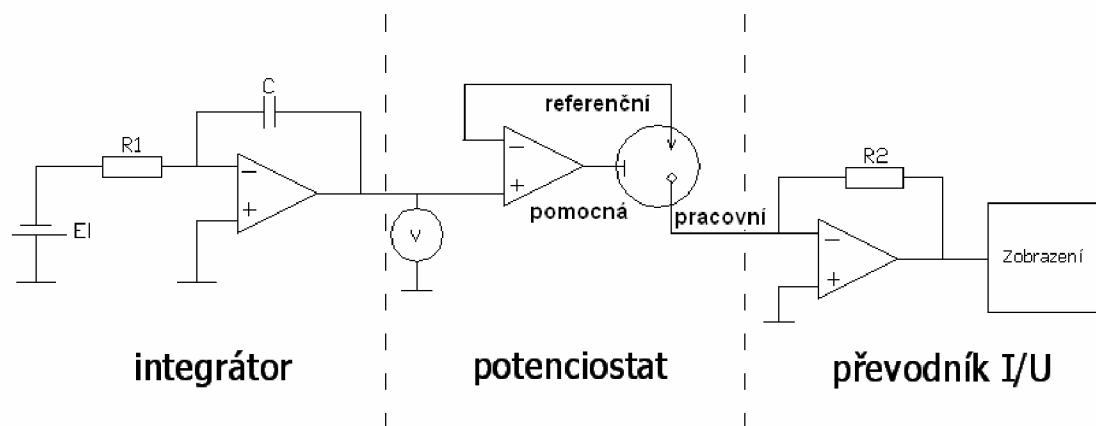 C
R1
−
+
EI
V
referenční
−
+
pomocná
pracovní
R2
−
+
Zobrazení
integrátor
potenciostat
převodník I/U